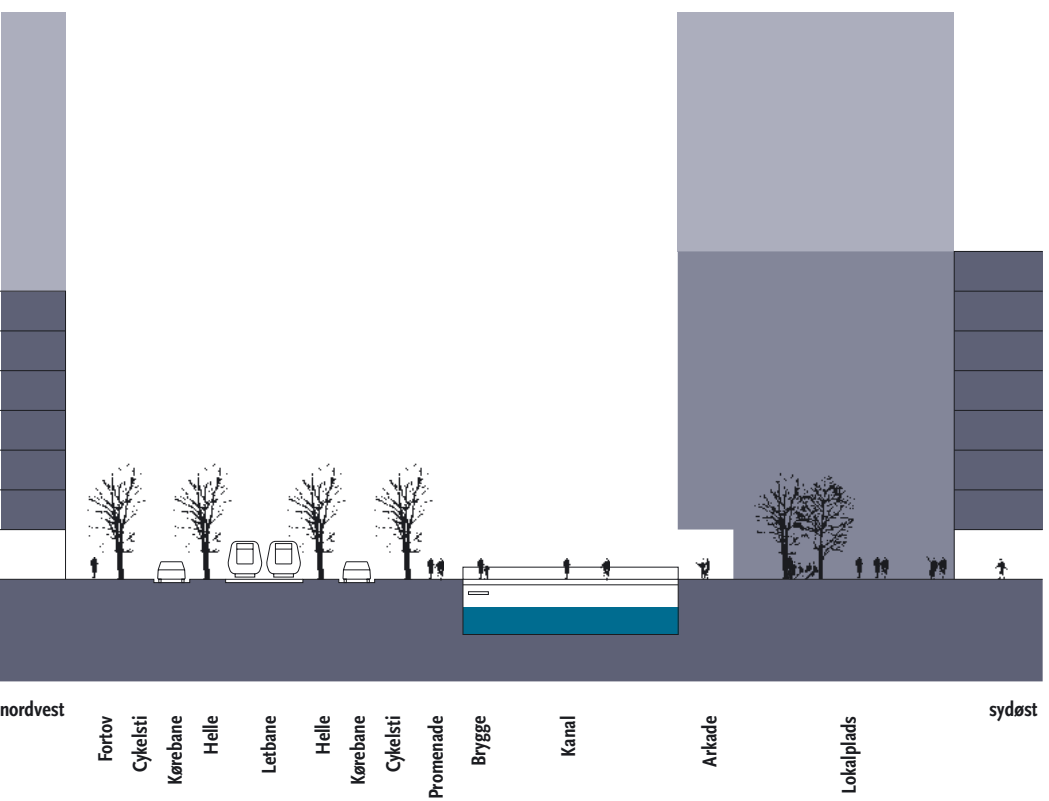 nordvest
sydøst
Fortov
Cykelsti
Kørebane
Helle
Letbane
Helle
Kørebane
Cykelsti
Promenade
Brygge
Kanal
Arkade
Lokalplads